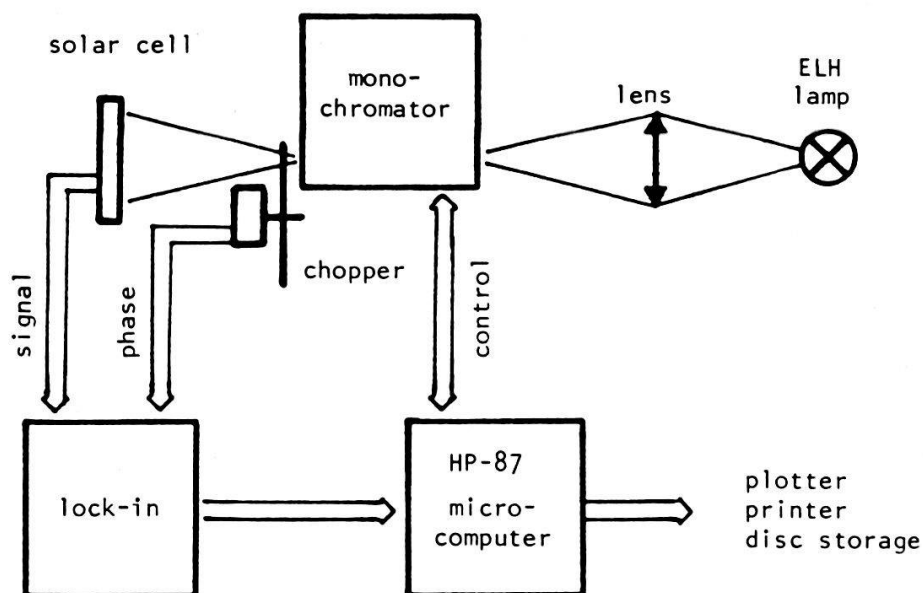 solar cell
mono-
chromator
lens
ELH
lamp
chopper
signal
phase
control
lock-in
HP-87
micro-
computer
plotter
printer
disc storage